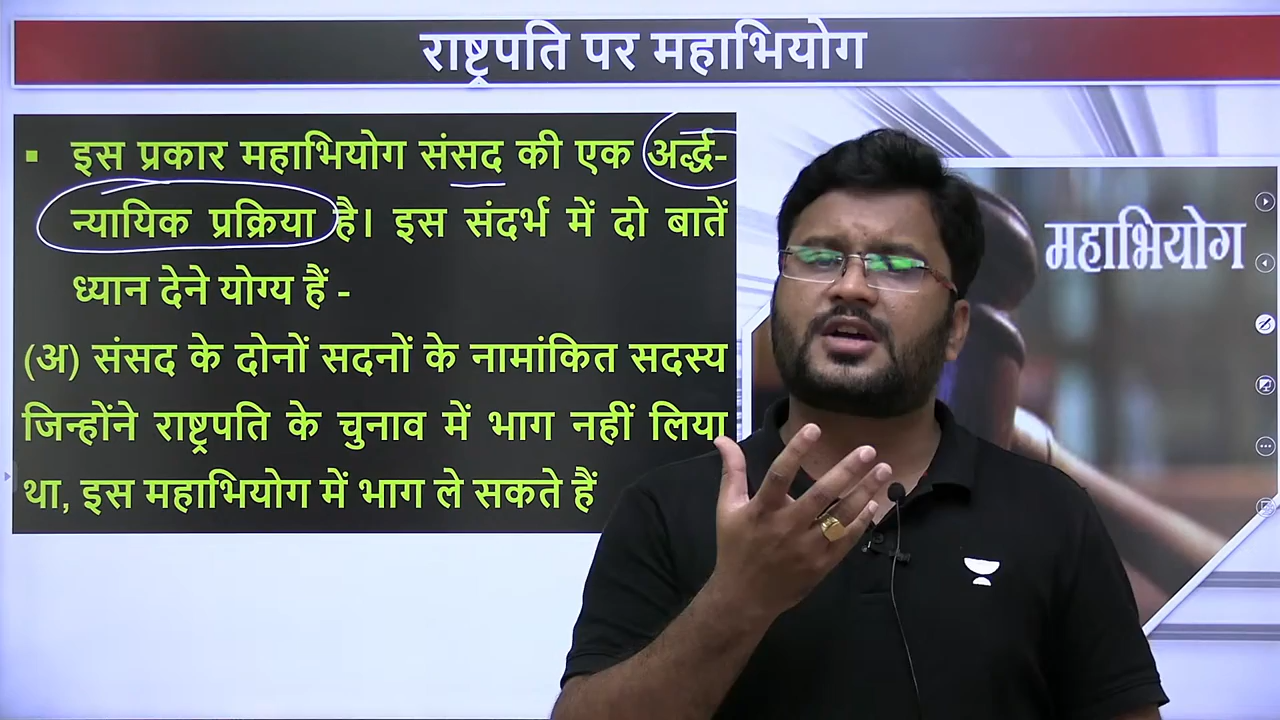 राष्ट्रपति पर महाभियोग
▪ इस प्रकार महाभियोग संसद की एक अर्द्ध-
न्यायिक प्रक्रिया है। इस संदर्भ में दो बातें
ध्यान देने योग्य हैं -
(अ) संसद के दोनों सदनों के नामांकित सदस्य
जिन्होंने राष्ट्रपति के चुनाव में भाग नहीं लिया
था, इस महाभियोग में भाग ले सकते हैं
महाभियोग